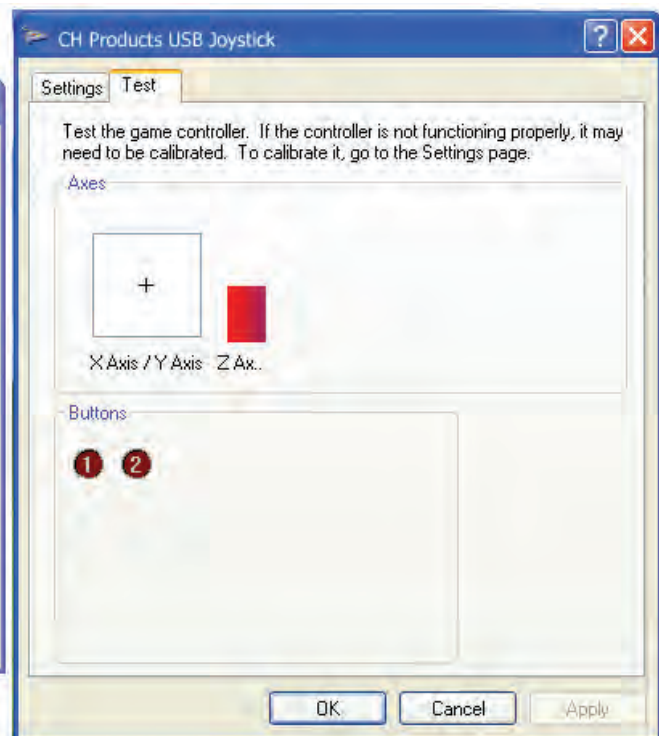 CH Products USB Joystick
Settings Test
Test the game controller. If the controller is not functioning properly, it may
need to be calibrated. To calibrate it, go to the Settings page.
Axes
X Axis / Y Axis Z Ax..
Buttons
1 2
OK Cancel Apply